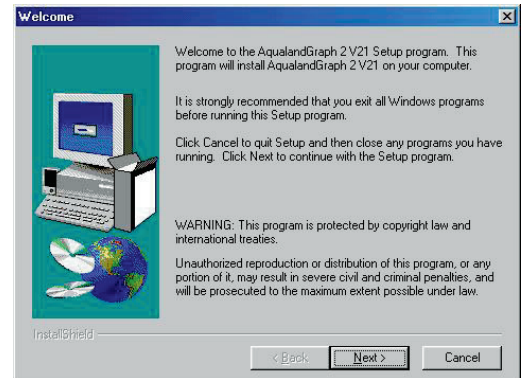 Welcome
Welcome to the AqualandGraph 2 V21 Setup program. This
program will install AqualandGraph 2 V21 on your computer.
It is strongly recommended that you exit all Windows programs
before running this Setup program.
Click Cancel to quit Setup and then close any programs you have
running. Click Next to continue with the Setup program.
WARNING: This program is protected by copyright law and
international treaties.
Unauthorized reproduction or distribution of this program, or any
portion of it, may result in severe civil and criminal penalties, and
will be prosecuted to the maximum extent possible under law.
InstallShield
< Back
Next >
Cancel